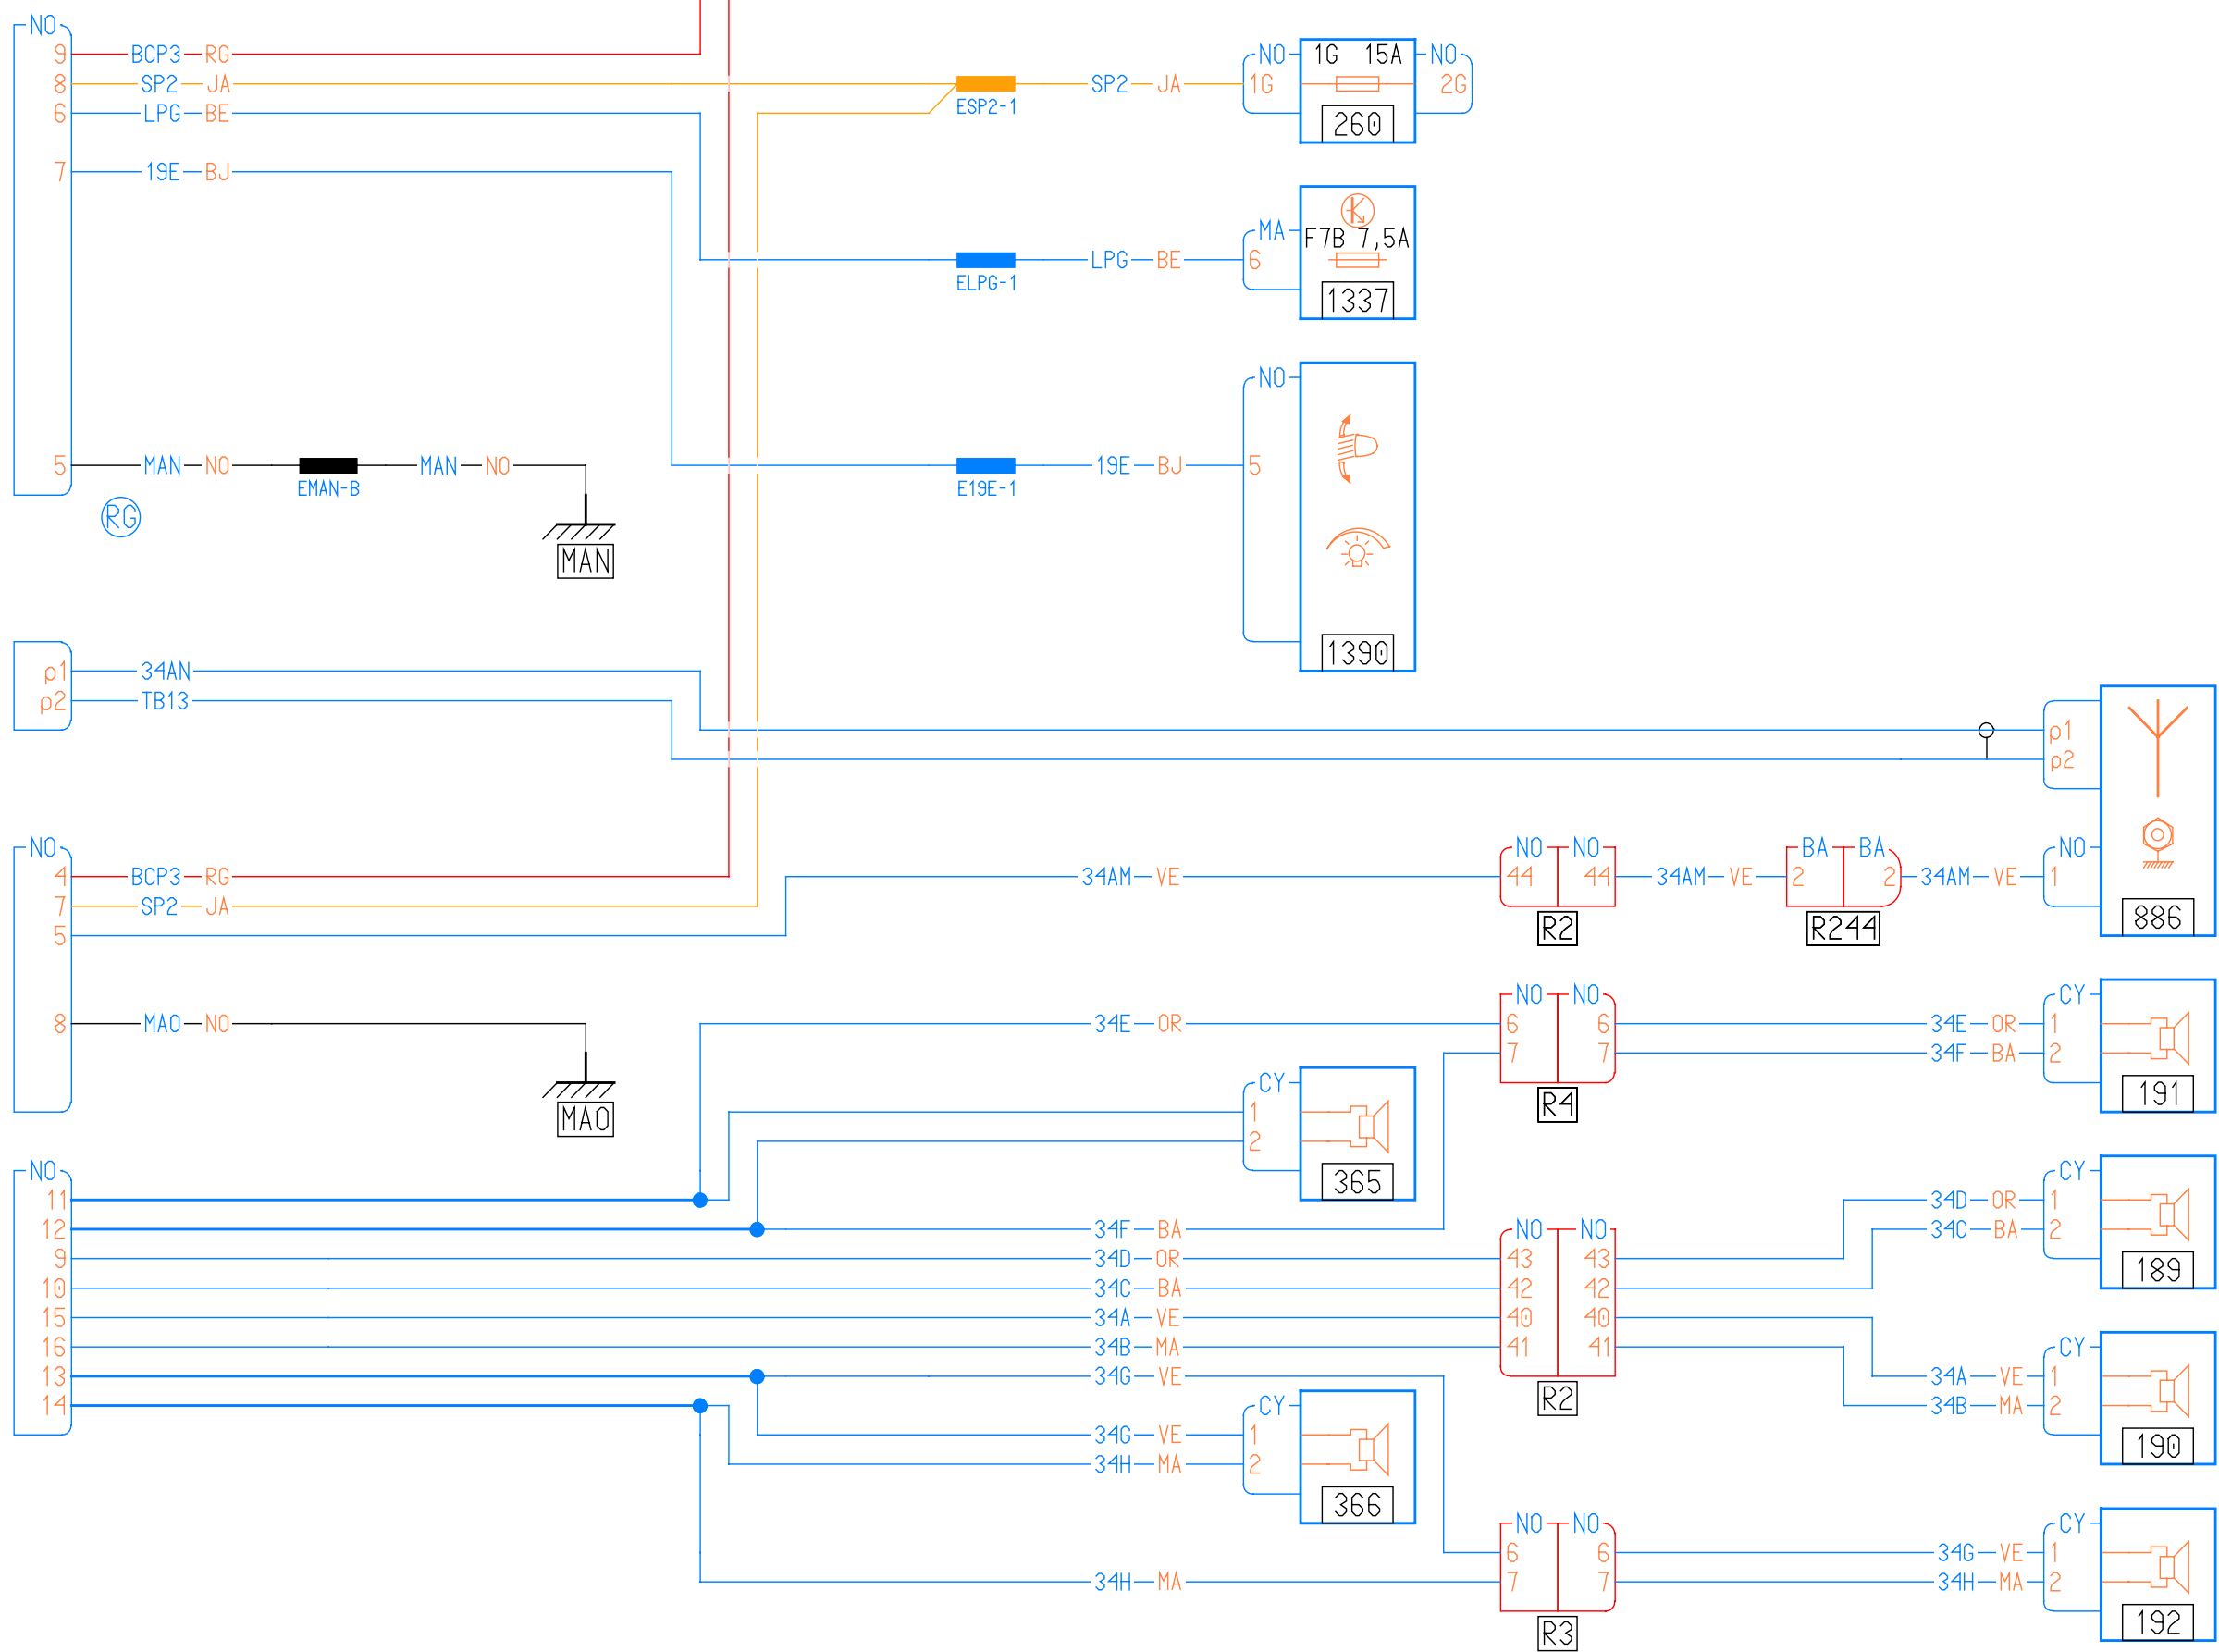 NO
9 BCP3 RG
8 SP2 JA
6 LPG BE
7 19E BJ
5 MAN NO MAN NO
EMAN-B
RG
MAN
ESP2-1 SP2 JA
NO 1G 15A NO
1G 2G
260
ELPG-1 LPG BE
MA
6 F7B 7,5A
1337
NO
E19E-1 19E BJ 5
1390
p1 34AN
p2 TB13
p1
p2
NO
4 BCP3 RG
7 SP2 JA
5
8 MAO NO
MAO
34AM VE
NO NO
44 44
R2
34AM VE
BA BA
2 2
R244
34AM VE
NO
1
886
34E OR
NO NO
6 6
7 7
R4
34E OR
34F BA
CY
1
2
191
CY
1
2
365
NO
11
12 34F BA
9 34D OR
10 34C BA
15 34A VE
16 34B MA
13 34G VE
14
NO NO
43 43
42 42
40 40
41 41
R2
34D OR
34C BA
CY
1
2
189
34A VE
34B MA
CY
1
2
190
34G VE
34H MA
CY
1
2
366
34H MA
NO NO
6 6
7 7
R3
34G VE
34H MA
CY
1
2
192